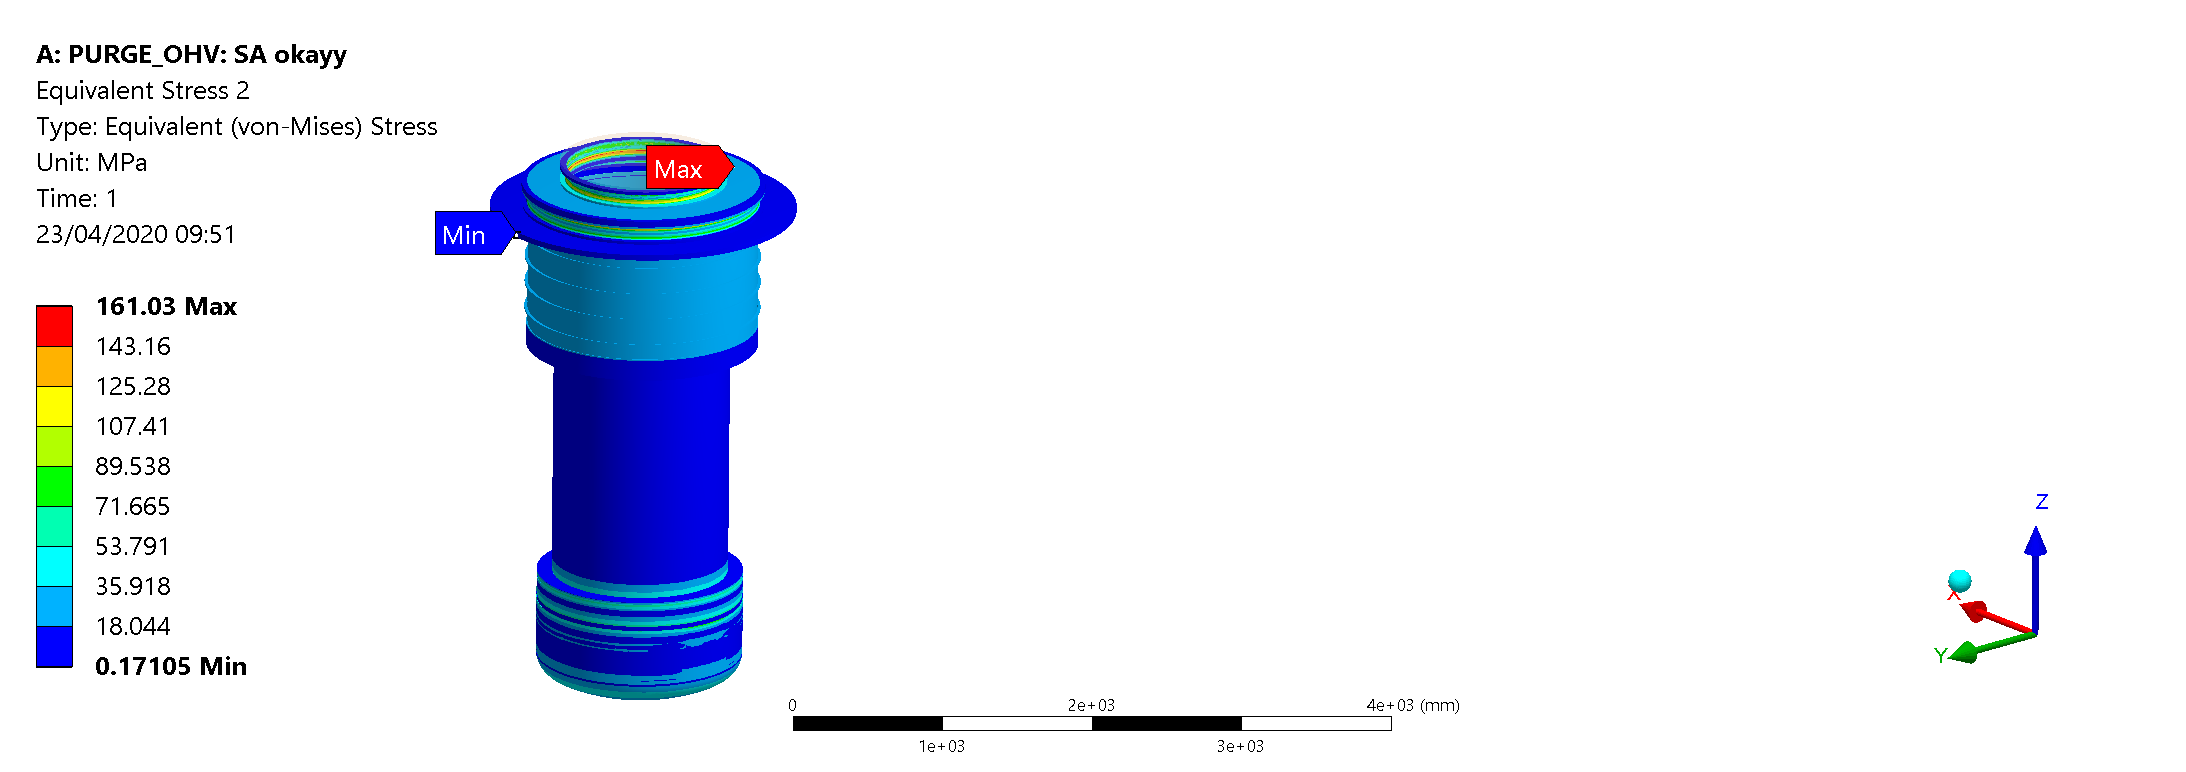 A: PURGE_OHV: SA okayy
Equivalent Stress 2
Type: Equivalent (von-Mises) Stress
Unit: MPa
Time: 1
23/04/2020 09:51
Max
Min
161.03 Max
143.16
125.28
107.41
89.538
71.665
53.791
35.918
18.044
0.17105 Min
Z
X
Y
0
2e+03
4e+03 (mm)
1e+03
3e+03